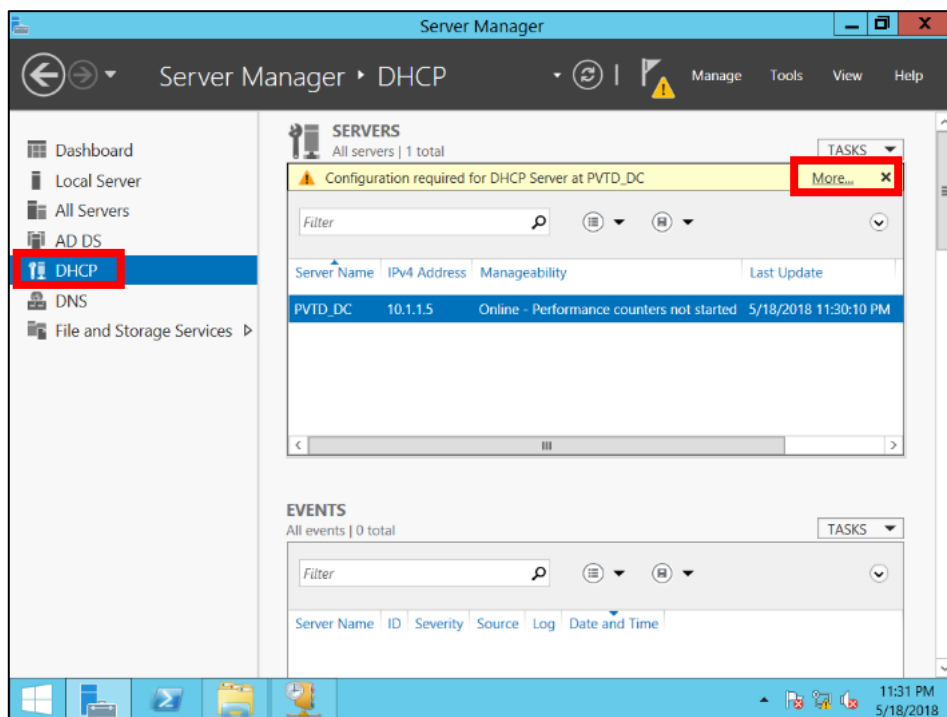 Server Manager
Server Manager ‣ DHCP
Manage Tools View Help
Dashboard
Local Server
All Servers
AD DS
DHCP
DNS
File and Storage Services
SERVERS
All servers | 1 total
TASKS
Configuration required for DHCP Server at PVTD_DC More...
Filter
Server Name IPv4 Address Manageability Last Update
PVTD_DC 10.1.1.5 Online - Performance counters not started 5/18/2018 11:30:10 PM
EVENTS
All events | 0 total
TASKS
Filter
Server Name ID Severity Source Log Date and Time
11:31 PM
5/18/2018